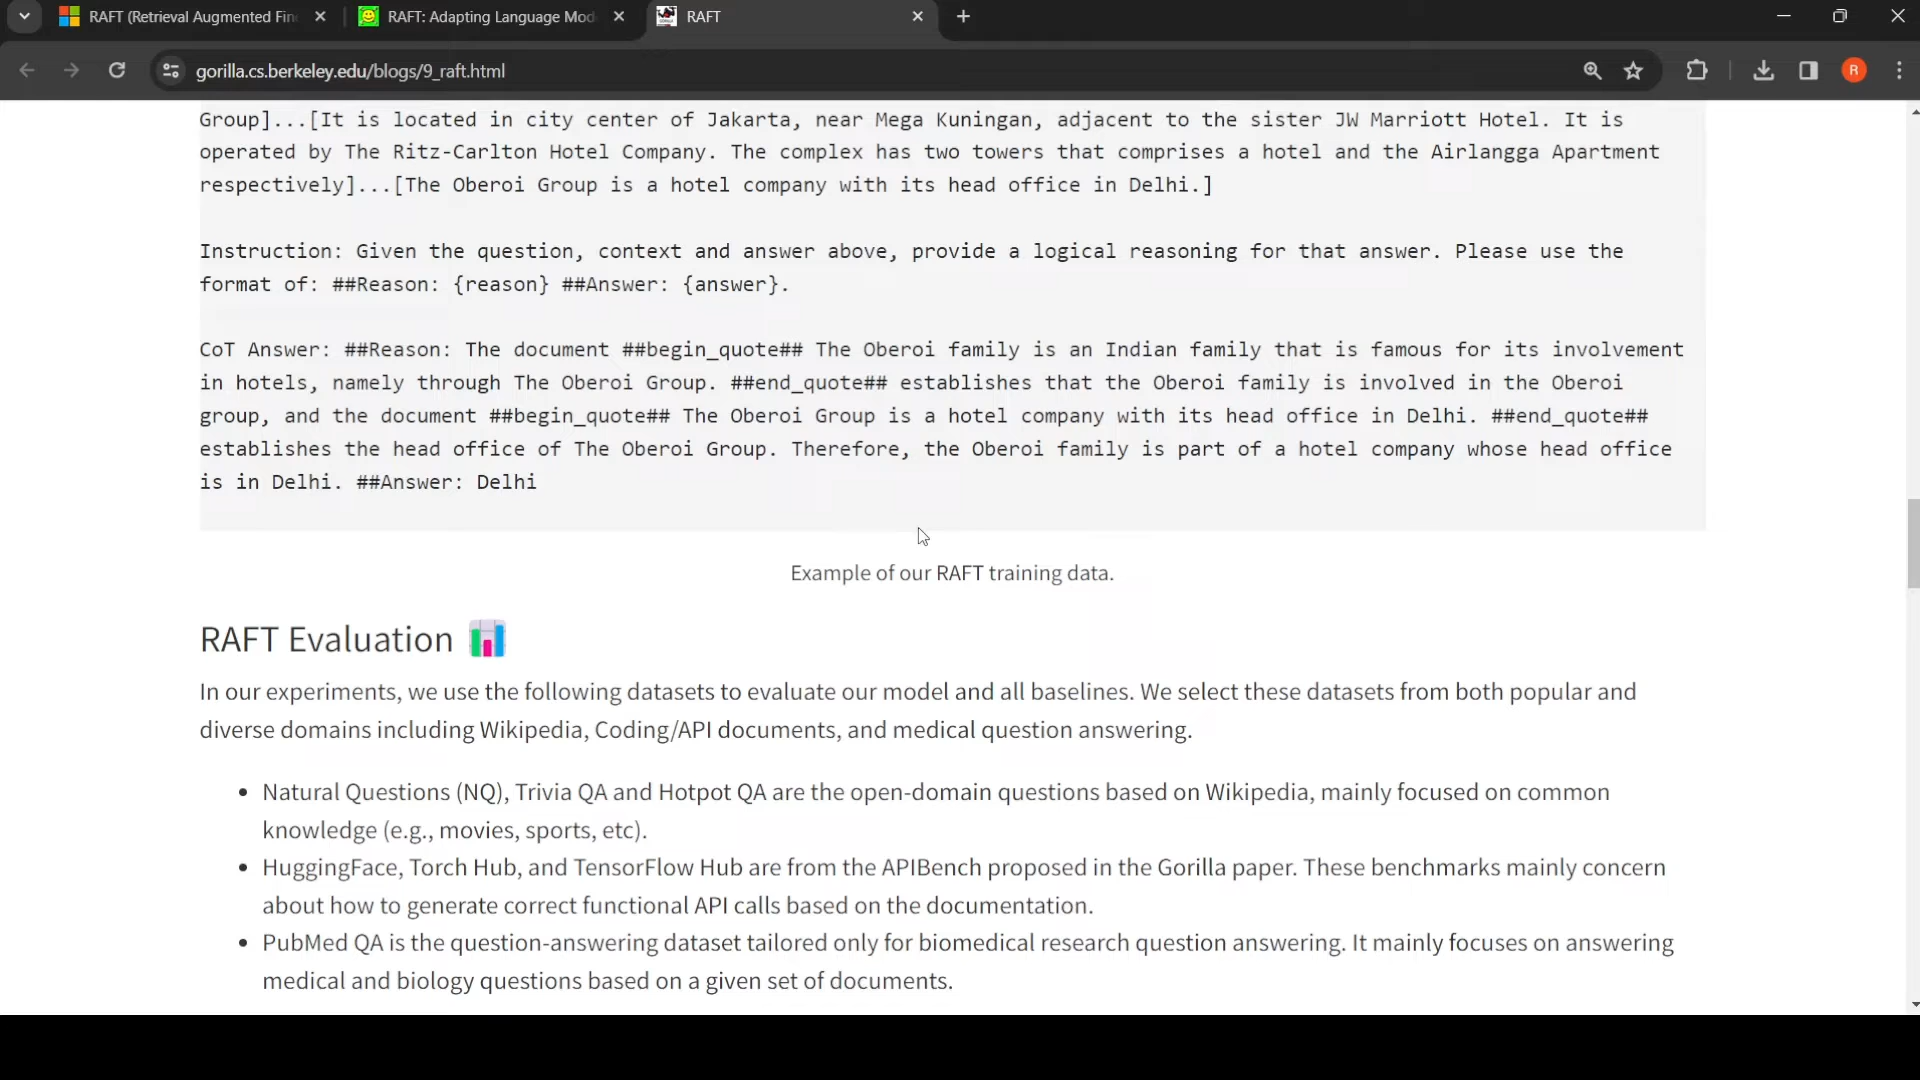 RAFT (Retrieval Augmented Fin
RAFT: Adapting Language Mod
RAFT
gorilla.cs.berkeley.edu/blogs/9_raft.html
R
Group]...[It is located in city center of Jakarta, near Mega Kuningan, adjacent to the sister JW Marriott Hotel. It is
operated by The Ritz-Carlton Hotel Company. The complex has two towers that comprises a hotel and the Airlangga Apartment
respectively]...[The Oberoi Group is a hotel company with its head office in Delhi.]
Instruction: Given the question, context and answer above, provide a logical reasoning for that answer. Please use the
format of: ##Reason: {reason} ##Answer: {answer}.
CoT Answer: ##Reason: The document ##begin_quote## The Oberoi family is an Indian family that is famous for its involvement
in hotels, namely through The Oberoi Group. ##end_quote## establishes that the Oberoi family is involved in the Oberoi
group, and the document ##begin_quote## The Oberoi Group is a hotel company with its head office in Delhi. ##end_quote##
establishes the head office of The Oberoi Group. Therefore, the Oberoi family is part of a hotel company whose head office
is in Delhi. ##Answer: Delhi
Example of our RAFT training data.
RAFT Evaluation
In our experiments, we use the following datasets to evaluate our model and all baselines. We select these datasets from both popular and
diverse domains including Wikipedia, Coding/API documents, and medical question answering.
Natural Questions (NQ), Trivia QA and Hotpot QA are the open-domain questions based on Wikipedia, mainly focused on common
knowledge (e.g., movies, sports, etc).
HuggingFace, Torch Hub, and TensorFlow Hub are from the APIBench proposed in the Gorilla paper. These benchmarks mainly concern
about how to generate correct functional API calls based on the documentation.
PubMed QA is the question-answering dataset tailored only for biomedical research question answering. It mainly focuses on answering
medical and biology questions based on a given set of documents.